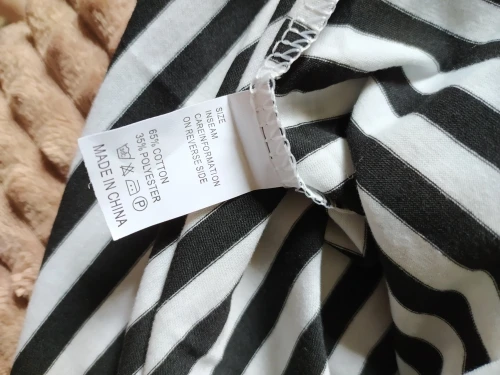 SIZE
INSEAM
CARE/INFORMATION
ON REVERSE SIDE
65% COTTON
35% POLYESTER
P
MADE IN CHINA